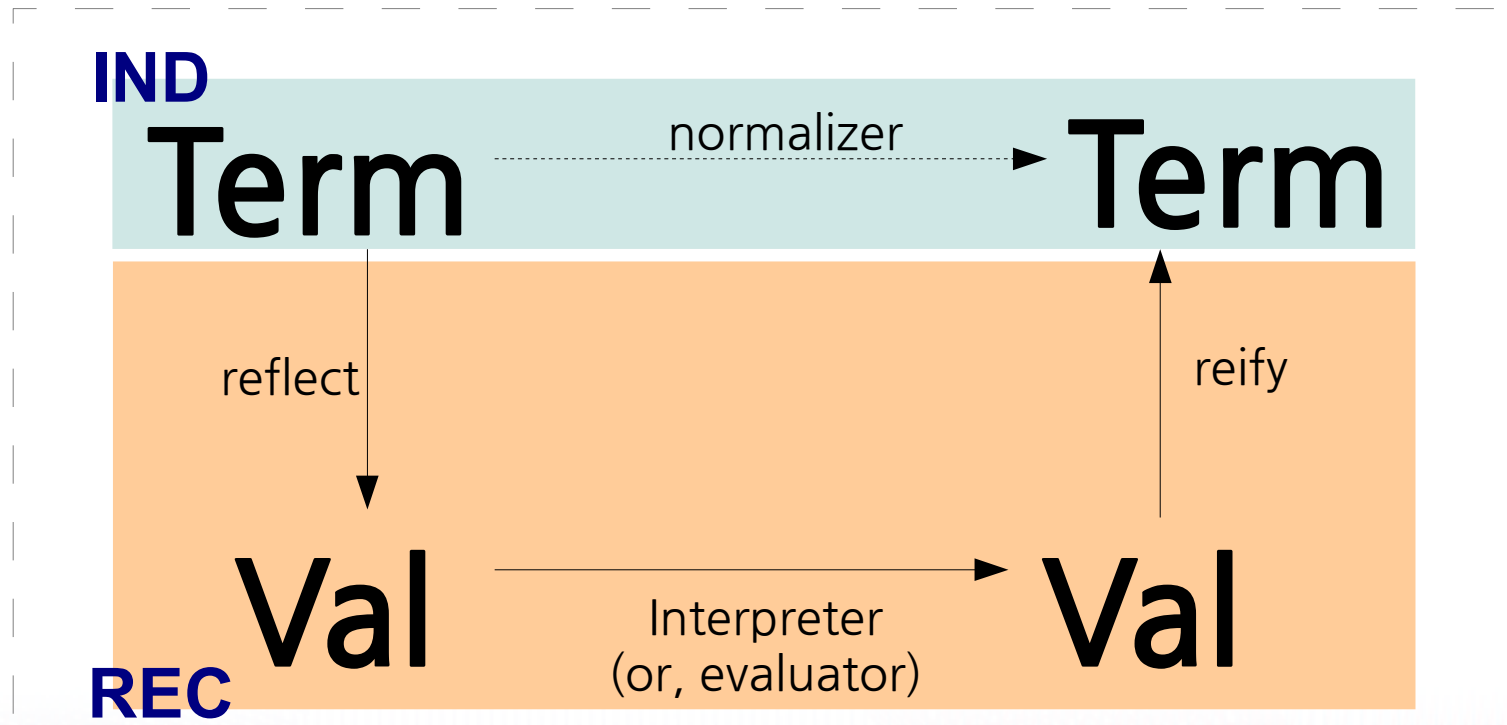 IND
Term
normalizer
Term
reflect
reify
Val
Interpreter
(or, evaluator)
Val
REC